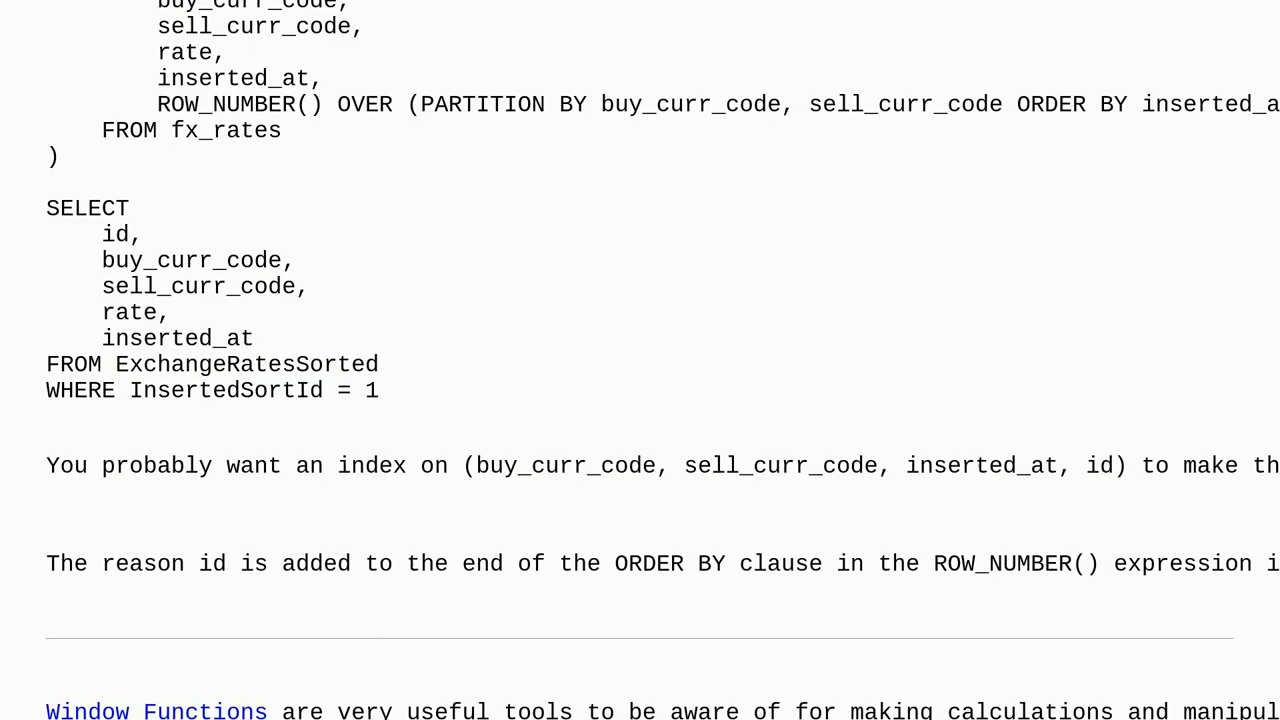 buy_curr_code,
sell_curr_code,
rate,
inserted_at,
ROW_NUMBER() OVER (PARTITION BY buy_curr_code, sell_curr_code ORDER BY
FROM fx_rates
)
SELECT
id,
buy_curr_code,
sell_curr_code,
rate,
inserted_at
FROM ExchangeRatesSorted
WHERE InsertedSortId = 1
You probably want an index on (buy_curr_code, sell_curr_code, inserted_at, id) to make
The reason id is added to the end of the ORDER BY clause in the ROW_NUMBER() expression
Window Functions are very useful tools to be aware of for making calculations and